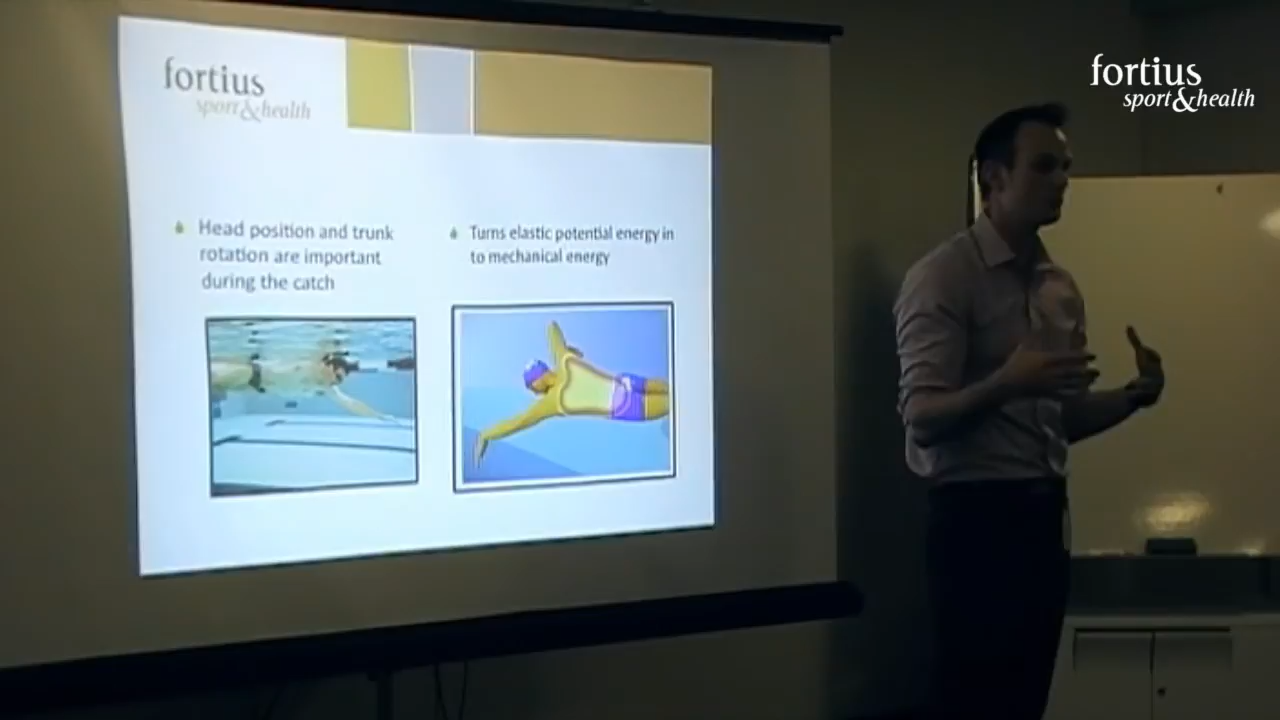 fortius
sport&health
Head position and trunk
rotation are important
during the catch
Turns elastic potential energy in
to mechanical energy
fortius
sport&health